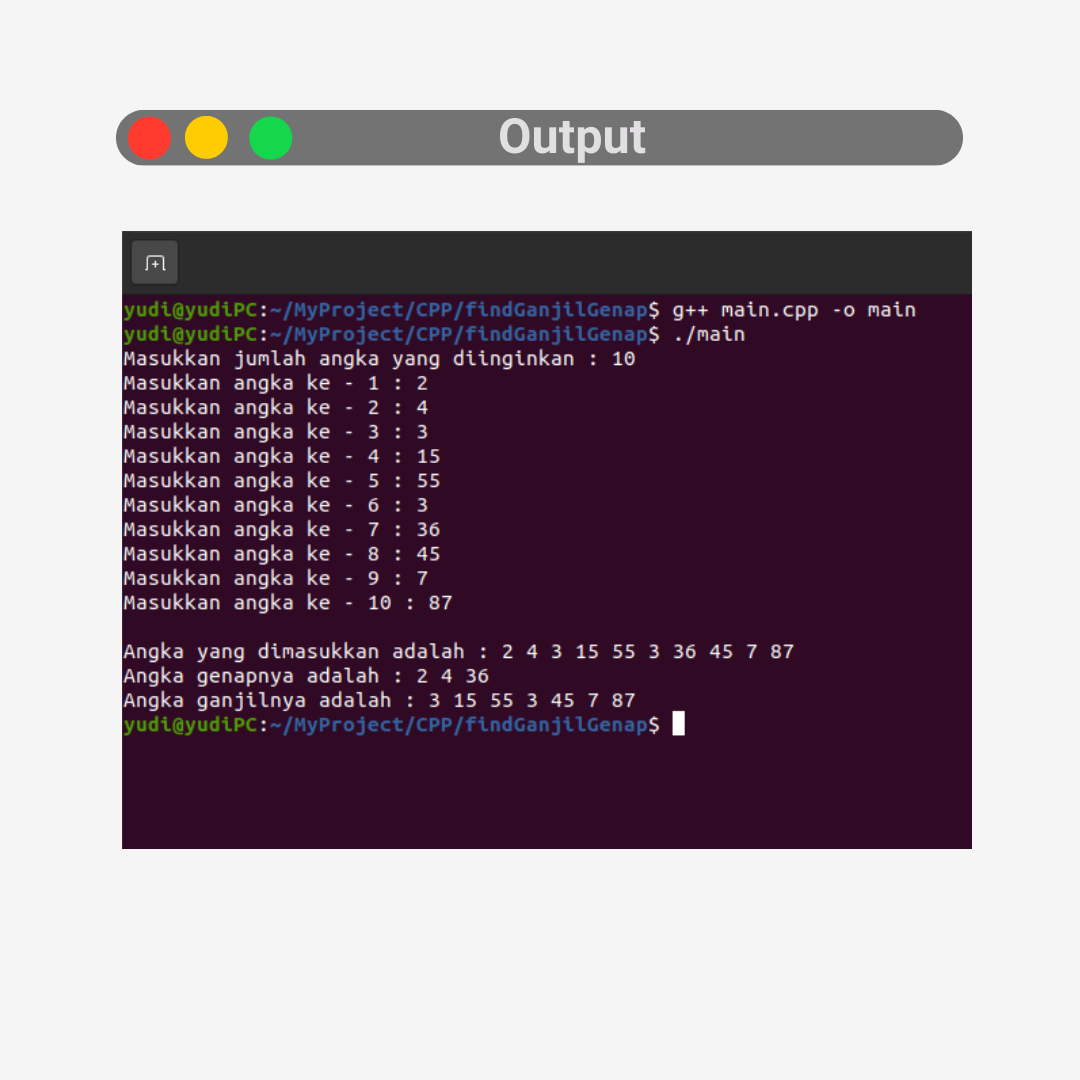 Output
yudi@yudiPC:~/MyProject/CPP/findGanjilGenap$ g++ main.cpp -o main
yudi@yudiPC:~/MyProject/CPP/findGanjilGenap$ ./main
Masukkan jumlah angka yang diinginkan : 10
Masukkan angka ke - 1 : 2
Masukkan angka ke - 2 : 4
Masukkan angka ke - 3 : 3
Masukkan angka ke - 4 : 15
Masukkan angka ke - 5 : 55
Masukkan angka ke - 6 : 3
Masukkan angka ke - 7 : 36
Masukkan angka ke - 8 : 45
Masukkan angka ke - 9 : 7
Masukkan angka ke - 10 : 87
Angka yang dimasukkan adalah : 2 4 3 15 55 3 36 45 7 87
Angka genapnya adalah : 2 4 36
Angka ganjilnya adalah : 3 15 55 3 45 7 87
yudi@yudiPC:~/MyProject/CPP/findGanjilGenap$